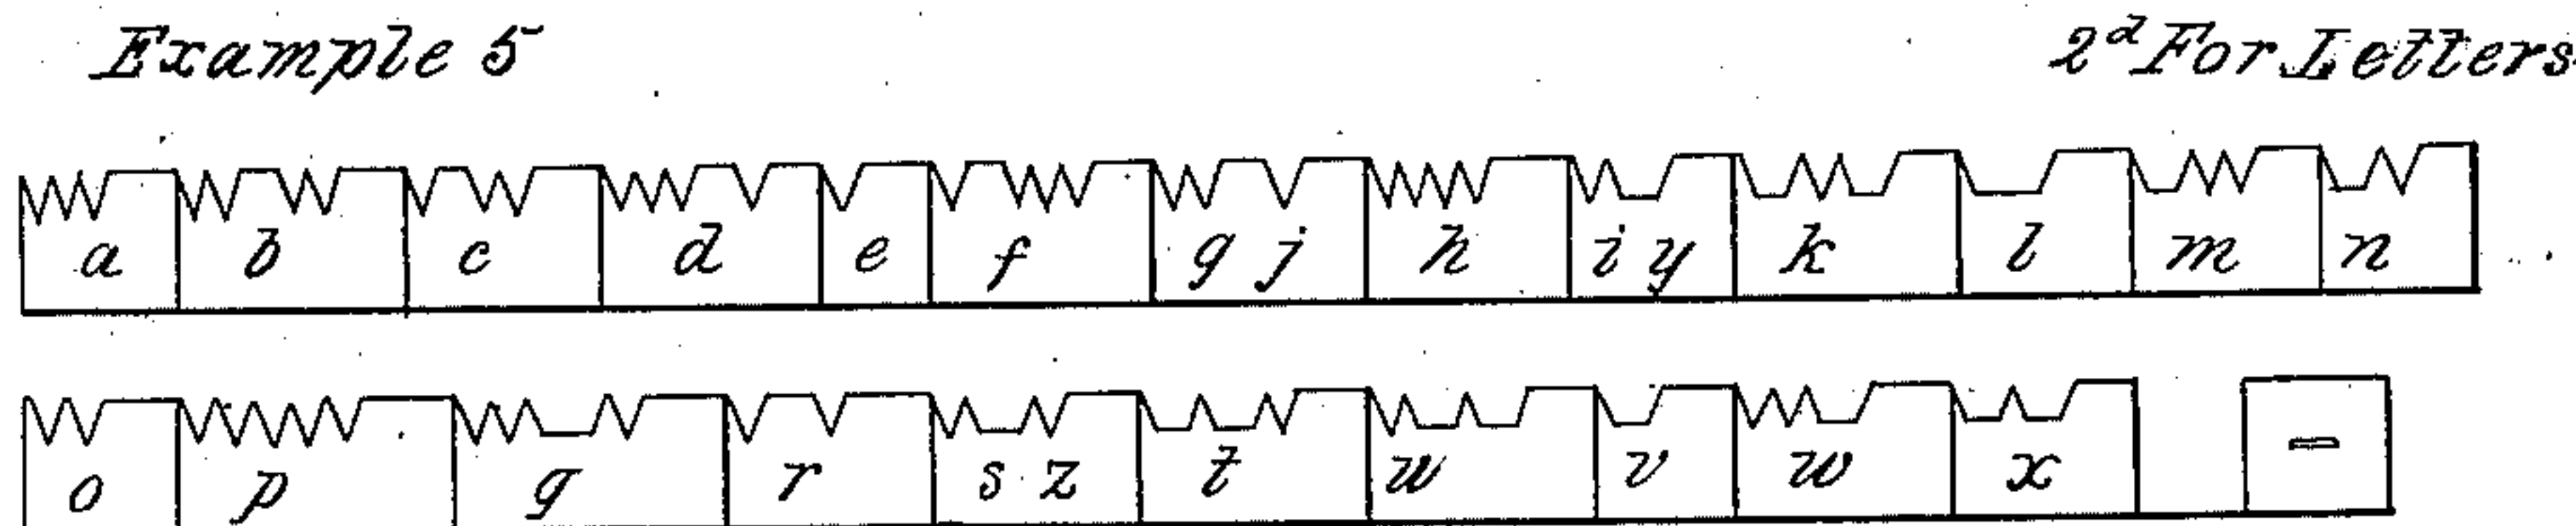 Example 5 2d For Letters.
a b c d e f g j h i y k l m n
o p g r s z t w v w x -